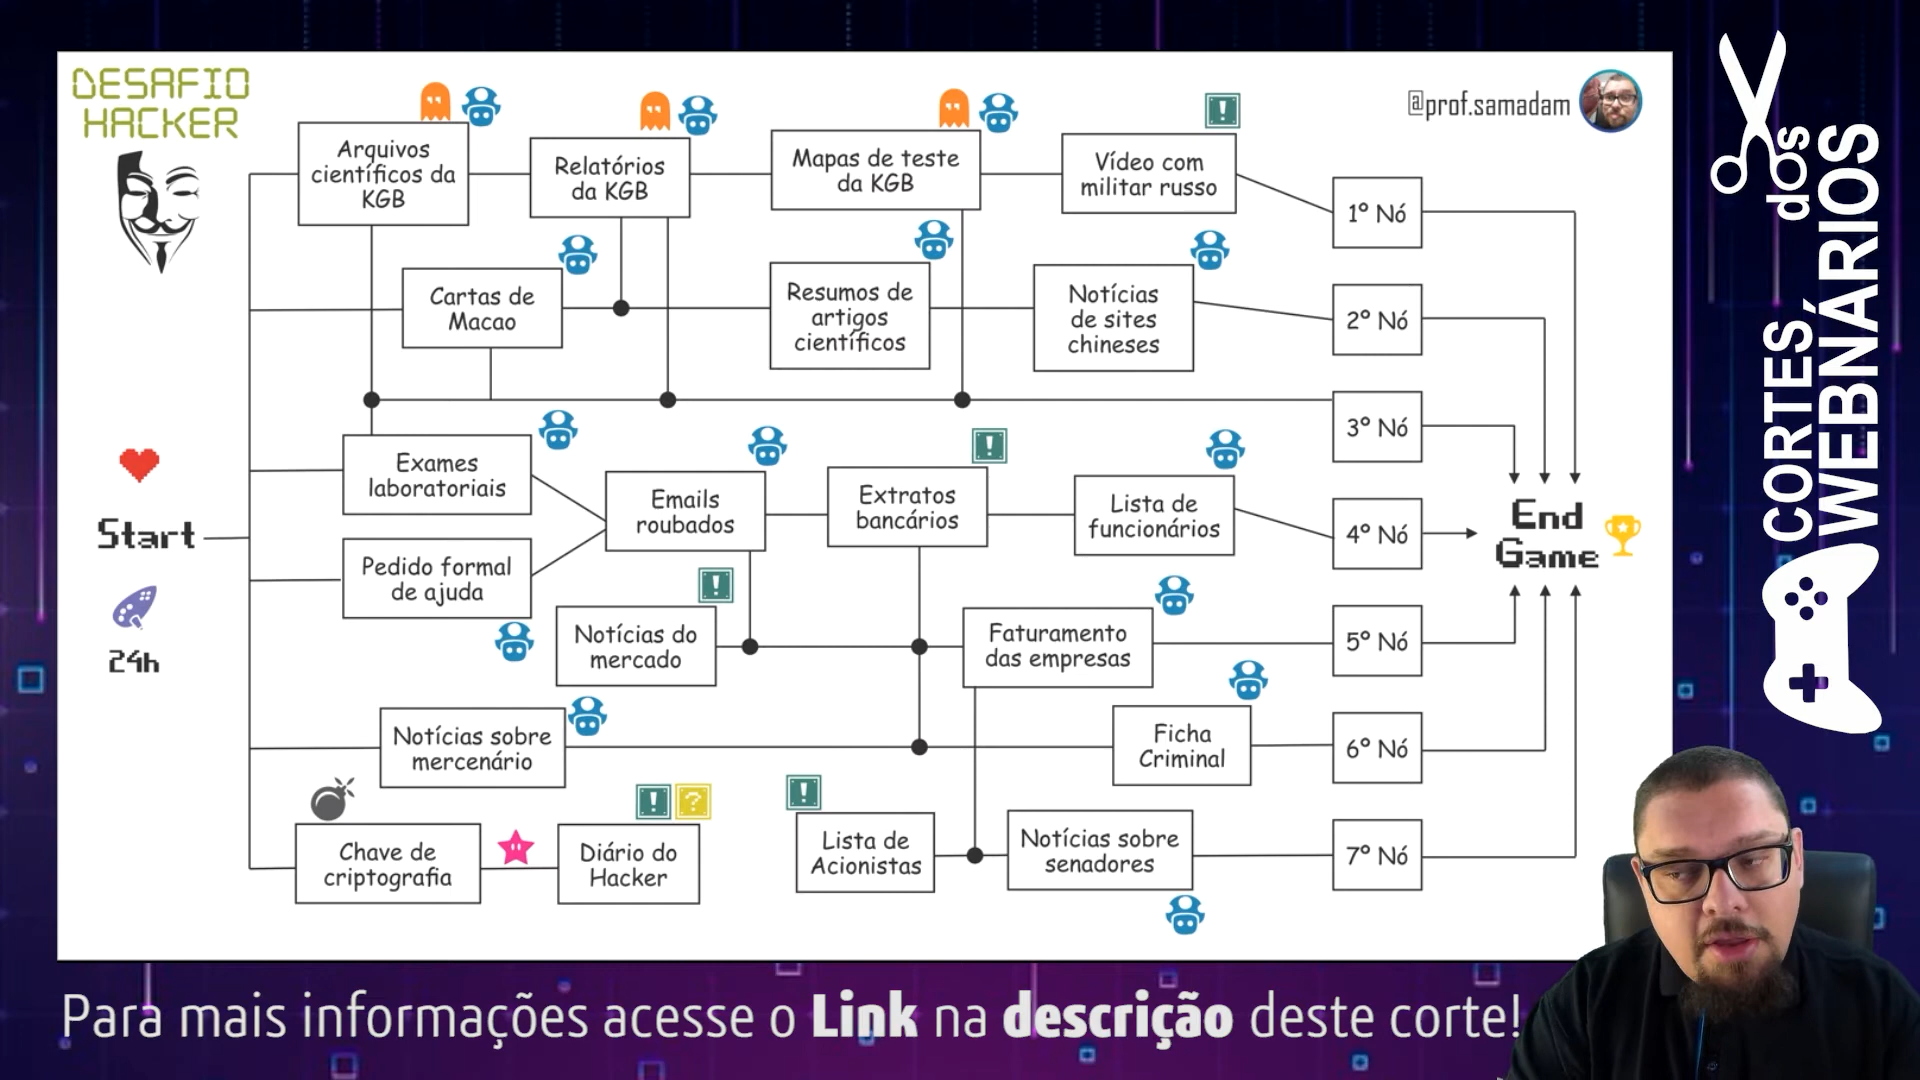 DESAFIO
HACKER
@prof.samadam
Arquivos
científicos da
KGB
Relatórios
da KGB
Mapas de teste
da KGB
Vídeo com
militar russo
1º Nó
Cartas de
Macao
Resumos de
artigos
científicos
Notícias
de sites
chineses
2º Nó
3º Nó
Exames
laboratoriais
Emails
roubados
Extratos
bancários
Lista de
funcionários
4º Nó
Start
24h
Pedido formal
de ajuda
Notícias do
mercado
Faturamento
das empresas
5º Nó
End
Game
Notícias sobre
mercenário
Ficha
Criminal
6º Nó
Chave de
criptografia
Diário do
Hacker
Lista de
Acionistas
Notícias sobre
senadores
7º Nó
CORTES dos
WEBNÁRIOS
Para mais informações acesse o Link na descrição deste corte!